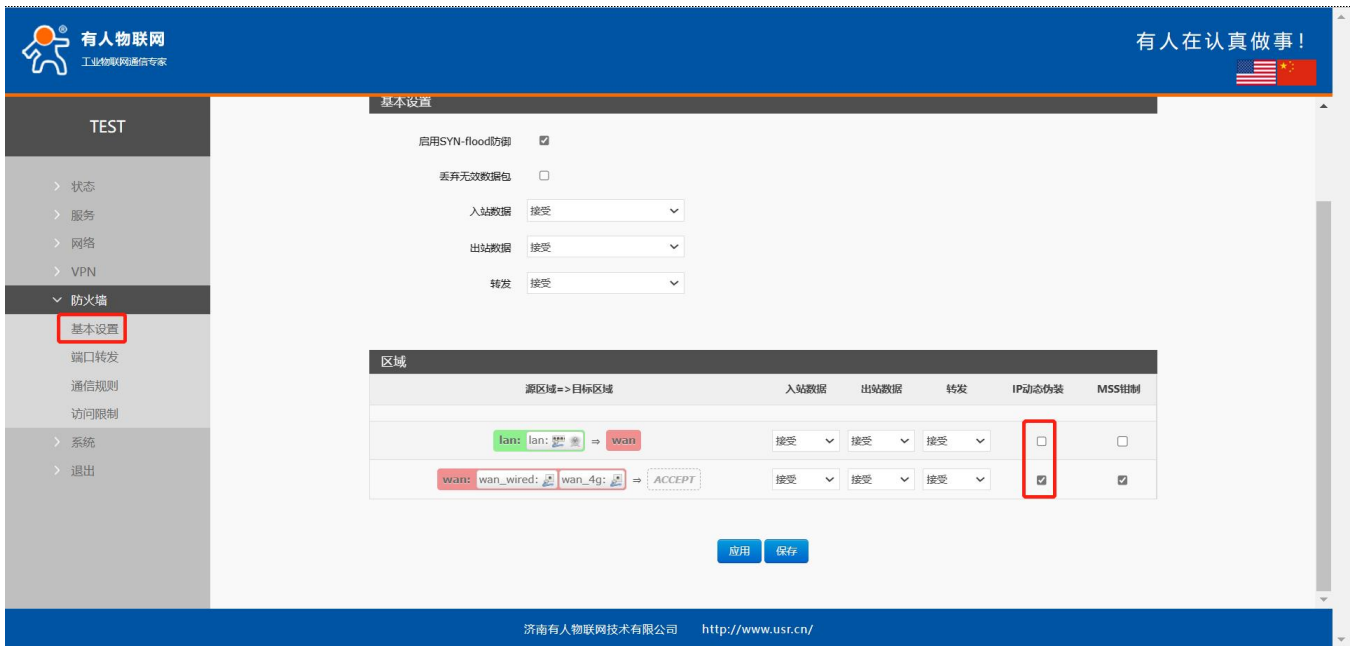 有人物联网
工业物联网通信专家
有人在认真做事!
TEST
状态
服务
网络
VPN
防火墙
基本设置
端口转发
通信规则
访问限制
系统
退出
基本设置
启用SYN-flood防御
丢弃无效数据包
入站数据 接受
出站数据 接受
转发 接受
区域
源区域=>目标区域 入站数据 出站数据 转发 IP动态伪装 MSS钳制
lan: lan: ⇒ wan 接受 接受 接受
wan: wan_wired: wan_4g: ⇒ ACCEPT 接受 接受 接受
应用 保存
济南有人物联网技术有限公司 http://www.usr.cn/